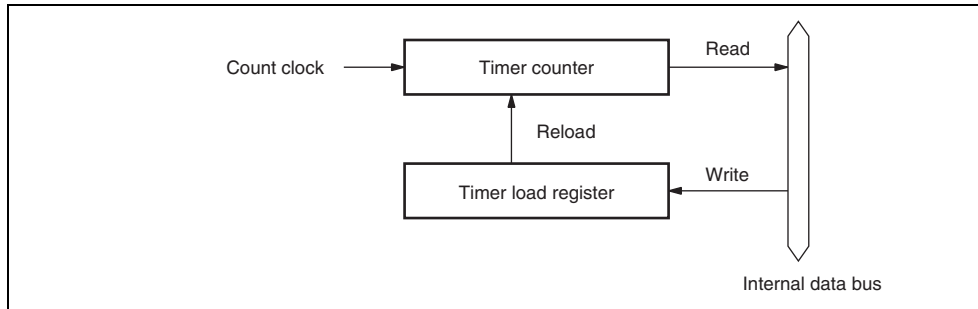 Read
Count clock
Timer counter
Reload
Write
Timer load register
Internal data bus